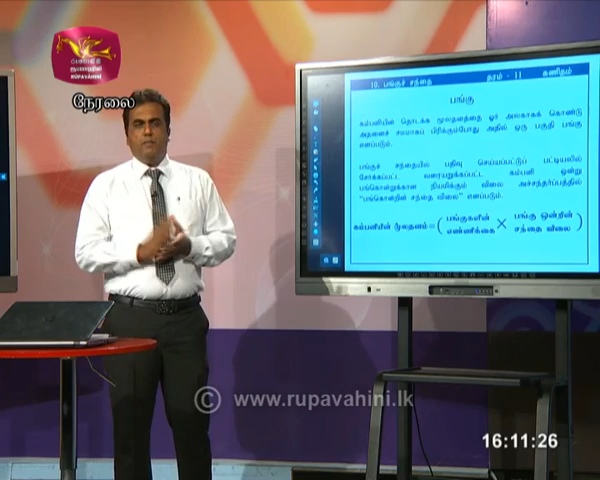 நேரலை
10. பங்குச் சந்தை தரம் - 11 கணிதம்
பங்கு
கம்பனியின் தொடக்க மூலதனத்தை ஓர் அலகாகக் கொண்டு
அதனைச் சமமாகப் பிரிக்கும்போது அதில் ஒரு பகுதி பங்கு
எனப்படும்.
பங்குச் சந்தையில் பதிவு செய்யப்பட்டுப் பட்டியலில்
சேர்க்கப்பட்ட வரையறுக்கப்பட்ட கம்பனி ஒன்று
பங்கொன்றுக்கான நியமிக்கும் விலை அச்சந்தர்ப்பத்தில்
"பங்கொன்றின் சந்தை விலை" எனப்படும்.
கம்பனியின் மூலதனம் = ( பங்குகளின் எண்ணிக்கை × பங்கு ஒன்றின் சந்தை விலை )
© www.rupavahini.lk
16:11:26